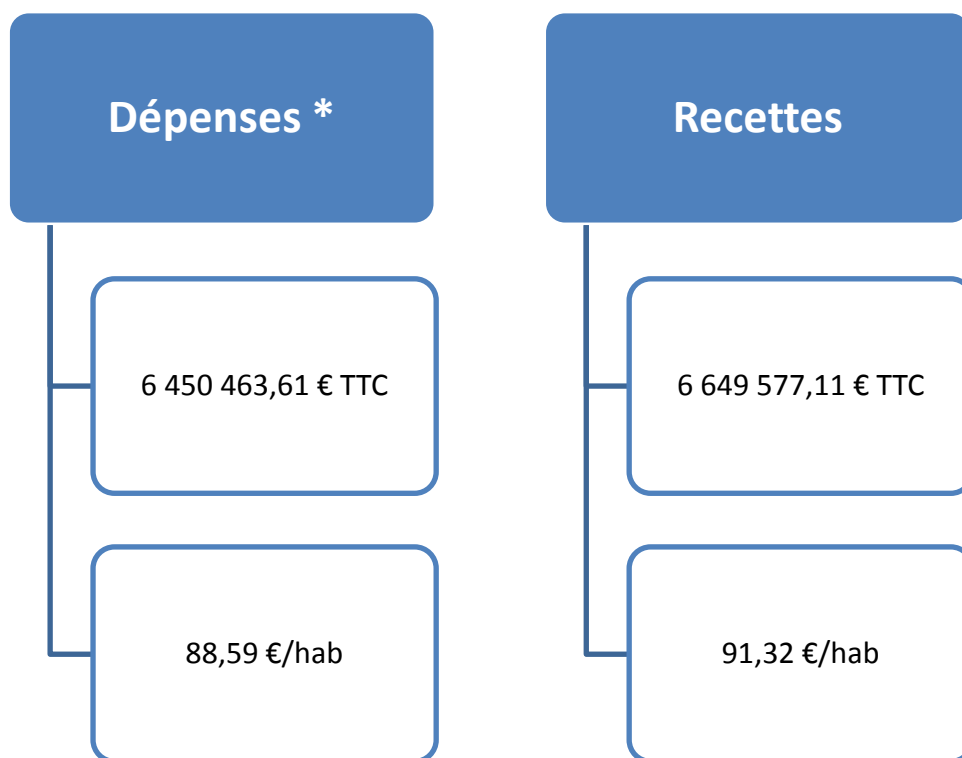 Dépenses *
6 450 463,61 € TTC
88,59 €/hab
Recettes
6 649 577,11 € TTC
91,32 €/hab